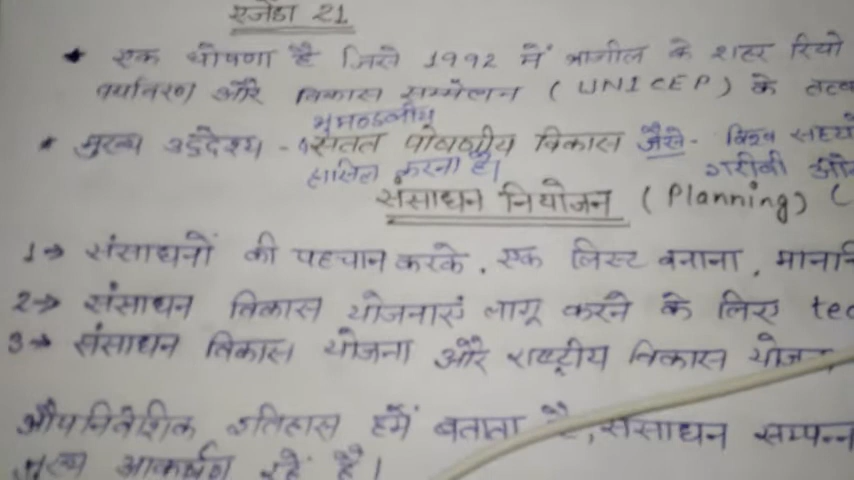 एजेंडा 21
* एक घोषणा है जिसे 1992 में ब्राजील के शहर रियो
पर्यावरण और विकास सम्मेलन ( UNICEP ) के तत्व
भूमण्डलीय
* मुख्य उद्देश्य - सतत पोषणीय विकास जैसे - विश्व सहयो
हासिल करना है। गरीबी और
संसाधन नियोजन ( Planning ) (
1→ संसाधनों की पहचान करके, एक लिस्ट बनाना, मानचि
2→ संसाधन विकास योजनाएं लागू करने के लिए tec
3→ संसाधन विकास योजना और राष्ट्रीय विकास योजन
औपनिवेशिक इतिहास हमें बताता है, संसाधन सम्पन्न
मुख्य आकर्षण रहें है।